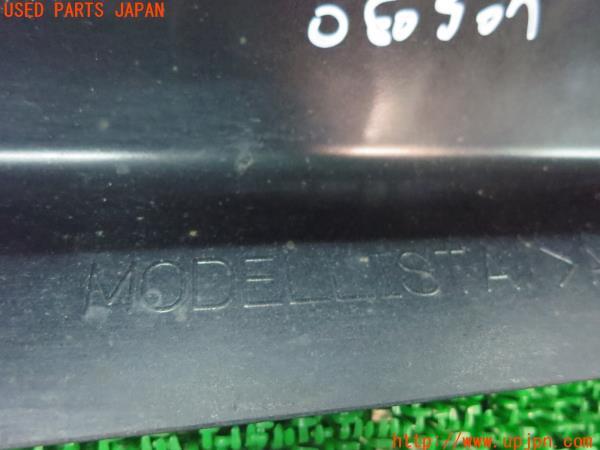 USED PARTS JAPAN
MODELLISTA >A
http://www.upjpn.com/